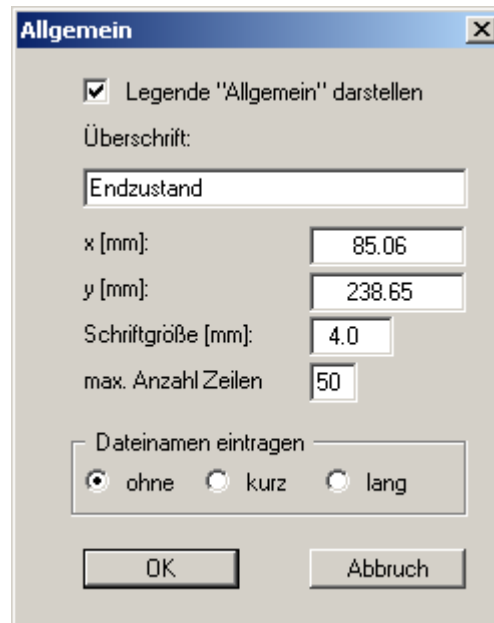 Allgemein
Legende "Allgemein" darstellen
Überschrift:
Endzustand
x [mm]: 85.06
y [mm]: 238.65
Schriftgröße [mm]: 4.0
max. Anzahl Zeilen 50
Dateinamen eintragen
ohne kurz lang
OK Abbruch